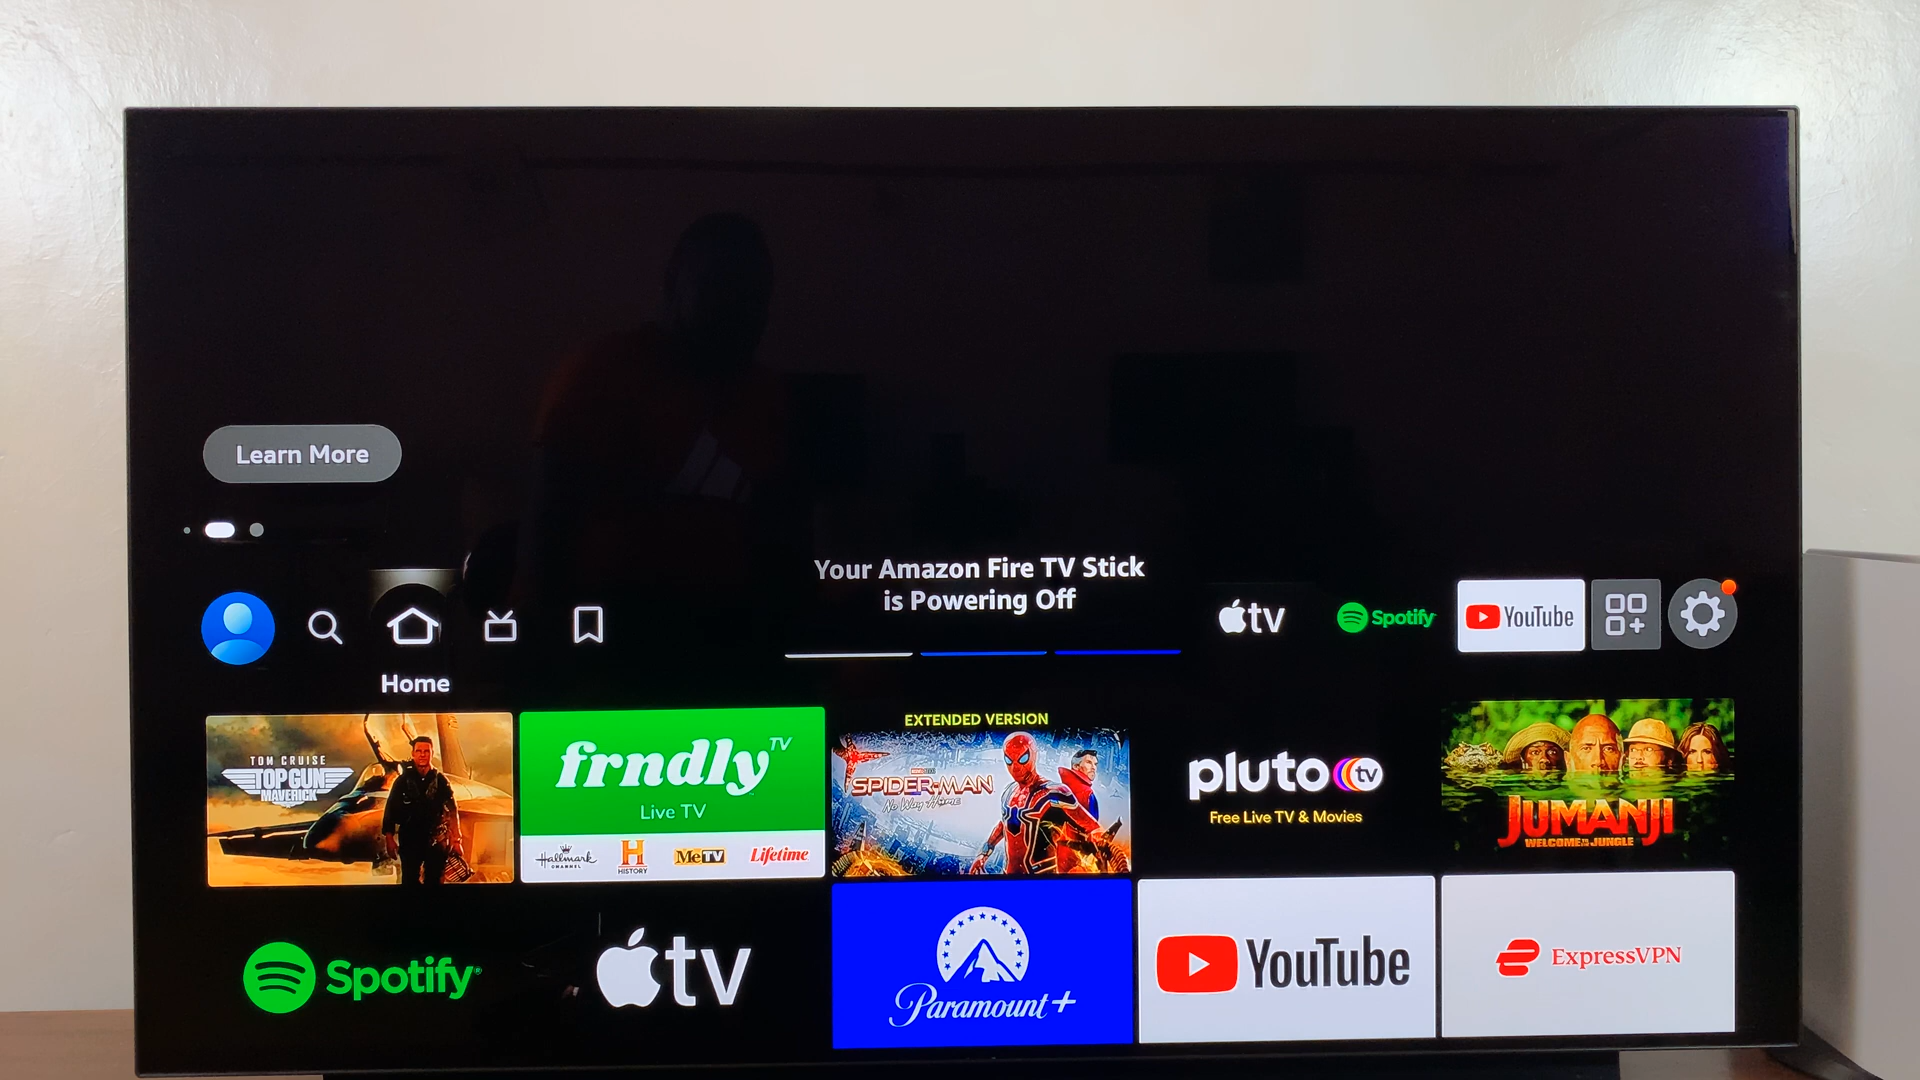 Learn More
Your Amazon Fire TV Stick
is Powering Off
tv
Spotify
YouTube
Home
TOM CRUISE
TOP GUN
MAVERICK
frndly TV
Live TV
Hallmark
CHANNEL
H
HISTORY
MeTV
Lifetime
EXTENDED VERSION
SPIDER-MAN
No Way Home
pluto tv
Free Live TV & Movies
JUMANJI
WELCOME TO THE JUNGLE
Spotify
tv
Paramount+
YouTube
ExpressVPN